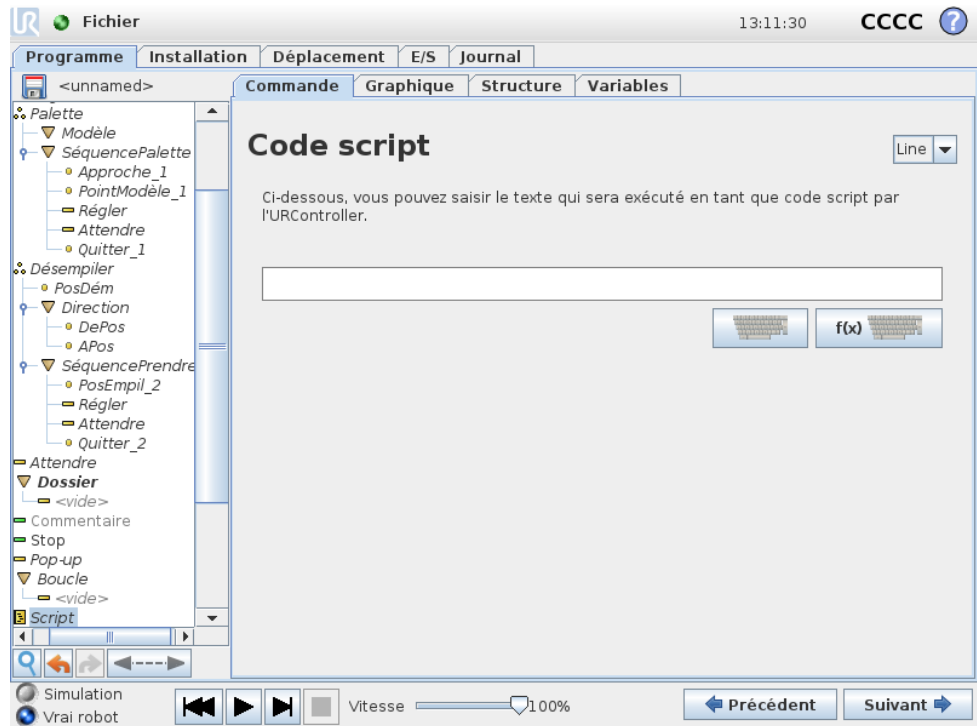 UR Fichier 13:11:30 CCCC ?
Programme Installation Déplacement E/S Journal
<unnamed> Commande Graphique Structure Variables
Palette
Modèle
SéquencePalette
Approche_1
PointModèle_1
Régler
Attendre
Quitter_1
Désempiler
PosDém
Direction
DePos
APos
SéquencePrendre
PosEmpil_2
Régler
Attendre
Quitter_2
Attendre
Dossier
<vide>
Commentaire
Stop
Pop-up
Boucle
<vide>
Script
Code script
Line
Ci-dessous, vous pouvez saisir le texte qui sera exécuté en tant que code script par
l'URController.
f(x)
Simulation
Vrai robot
Vitesse 100%
Précédent Suivant